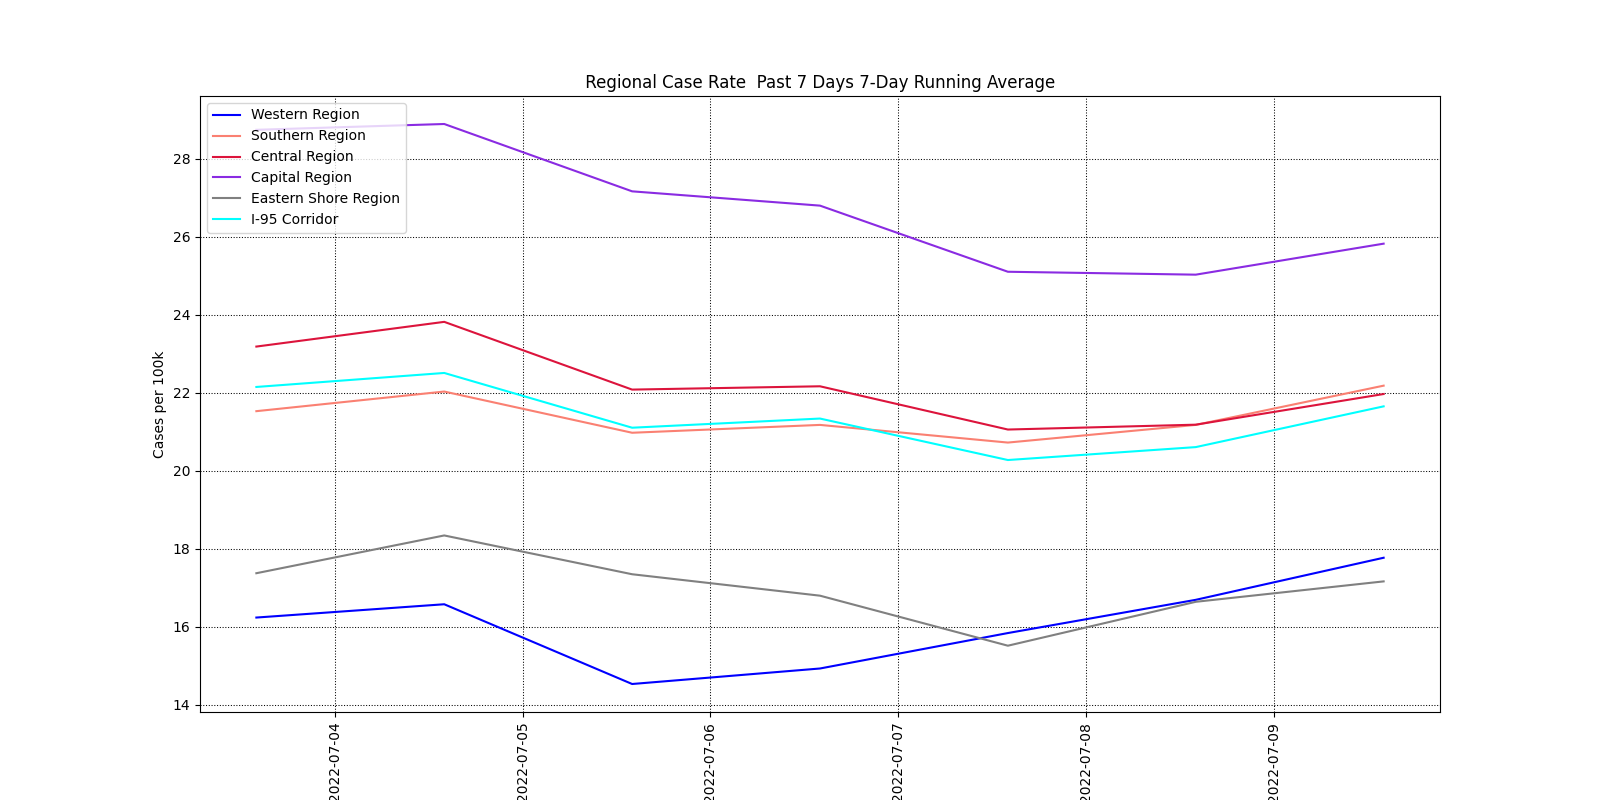 Regional Case Rate  Past 7 Days 7-Day Running Average
Western Region
Southern Region
Central Region
Capital Region
Eastern Shore Region
I-95 Corridor
Cases per 100k
28
26
24
22
20
18
16
14
2022-07-04
2022-07-05
2022-07-06
2022-07-07
2022-07-08
2022-07-09